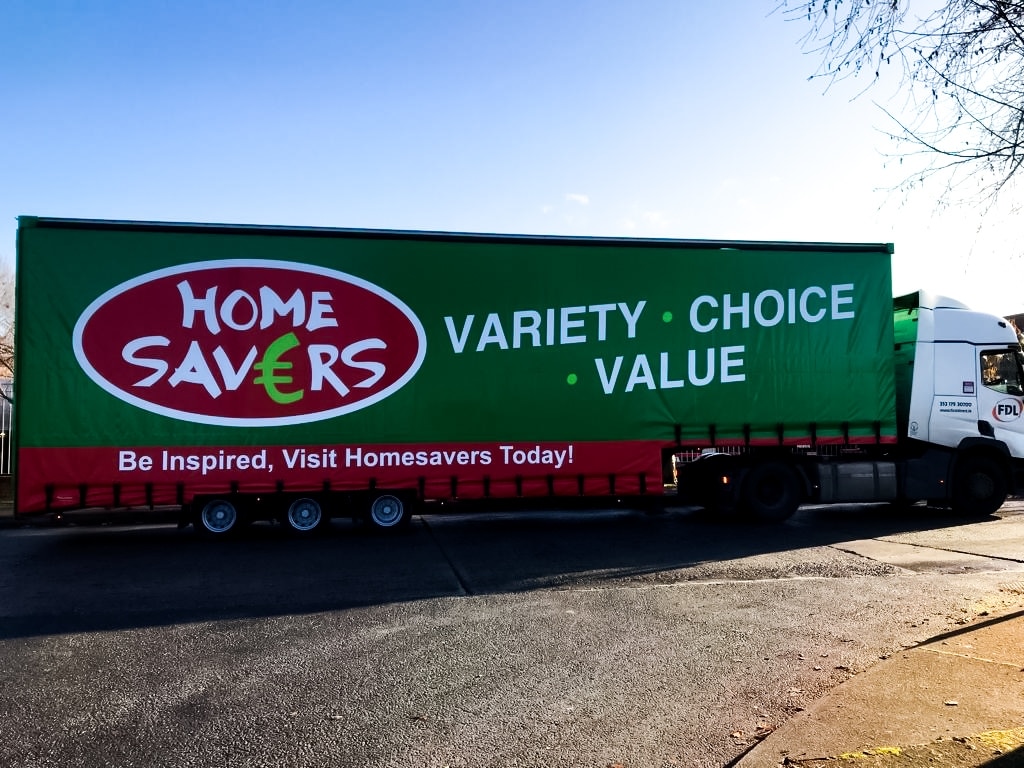 HOME
SAV€RS
VARIETY • CHOICE
• VALUE
Be Inspired, Visit Homesavers Today!
FDL